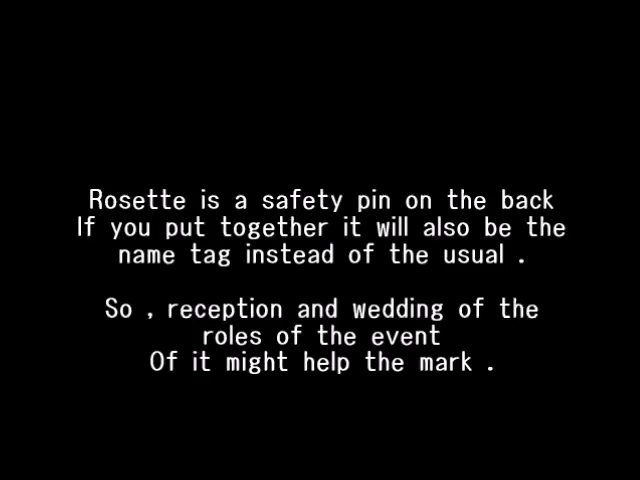 Rosette is a safety pin on the back
If you put together it will also be the
name tag instead of the usual .
So , reception and wedding of the
roles of the event
Of it might help the mark .